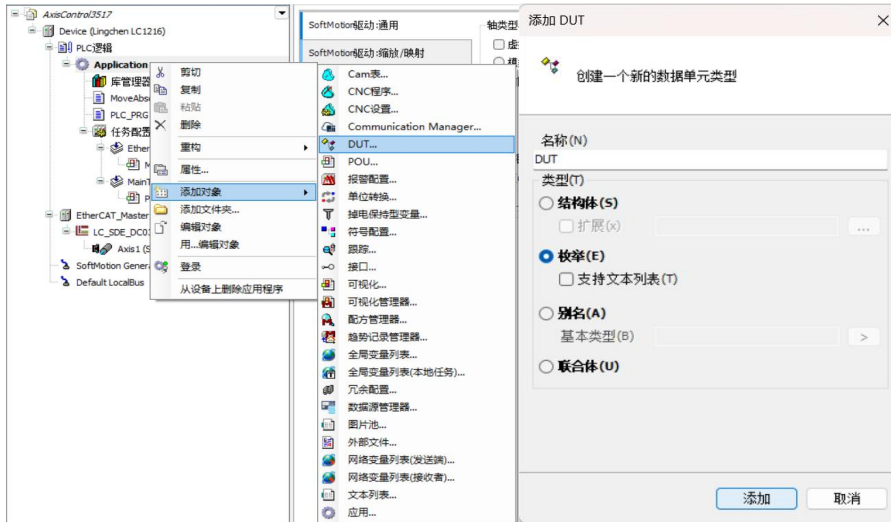 AxisControl3517
Device (Lingchen LC1216)
PLC逻辑
Application
库管理器
MoveAbs
PLC_PRG
任务配置
Ether
M
MainT
P
EtherCAT_Master
LC_SDE_DC03
Axis1 (S
SoftMotion Genera
Default LocalBus
剪切
复制
粘贴
删除
重构
属性...
添加对象
添加文件夹...
编辑对象
用...编辑对象
登录
从设备上删除应用程序
SoftMotion驱动:通用
SoftMotion驱动:缩放/映射
轴类型
Cam表...
CNC程序...
CNC设置...
Communication Manager...
DUT...
POU...
报警配置...
单位转换...
掉电保持型变量...
符号配置...
跟踪...
接口...
可视化...
可视化管理器...
配方管理器...
趋势记录管理器...
全局变量列表...
全局变量列表(本地任务)...
冗余配置...
数据源管理器...
图片池...
外部文件...
网络变量列表(发送端)...
网络变量列表(接收者)...
文本列表...
应用...
添加 DUT
创建一个新的数据单元类型
名称(N)
DUT
类型(T)
结构体(S)
扩展(x)
...
枚举(E)
支持文本列表(T)
别名(A)
基本类型(B)
>
联合体(U)
添加
取消